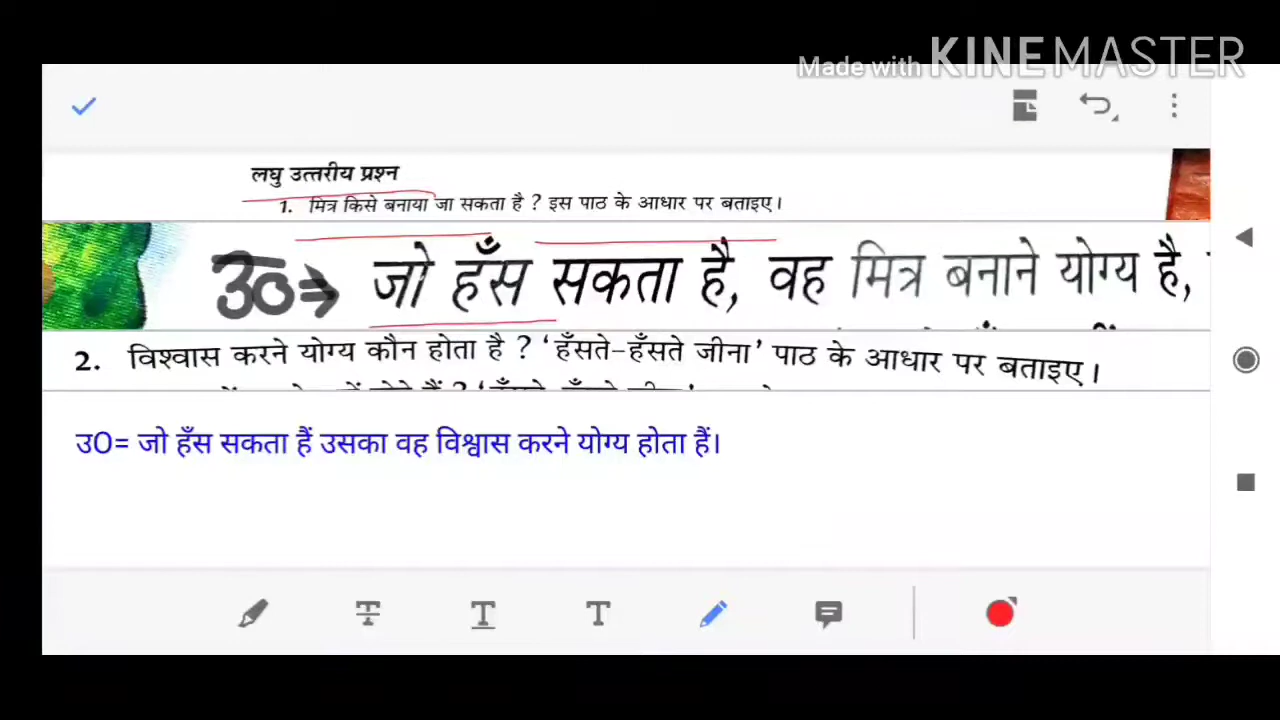 Made with KINEMASTER
लघु उत्तरीय प्रश्न
1. मित्र किसे बनाया जा सकता है ? इस पाठ के आधार पर बताइए।
उ0⇒ जो हँस सकता है, वह मित्र बनाने योग्य है,
2. विश्वास करने योग्य कौन होता है ? ‘हँसते-हँसते जीना’ पाठ के आधार पर बताइए।
उ0= जो हँस सकता हैं उसका वह विश्वास करने योग्य होता हैं।